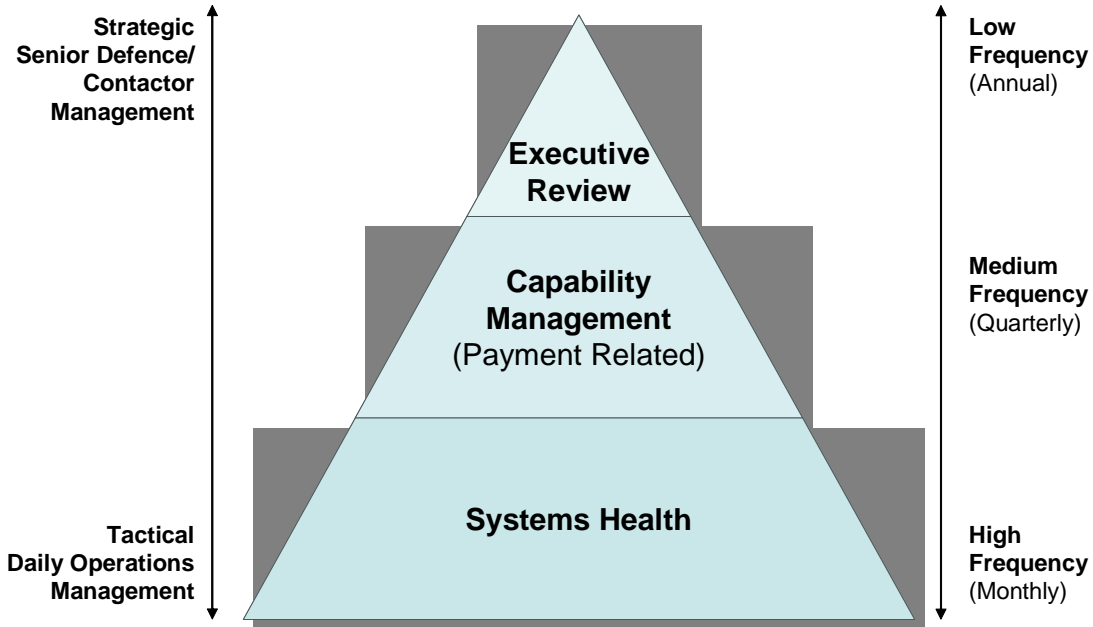 Strategic
Senior Defence/
Contactor
Management
Low
Frequency
(Annual)
Executive
Review
Capability
Management
(Payment Related)
Medium
Frequency
(Quarterly)
Systems Health
Tactical
Daily Operations
Management
High
Frequency
(Monthly)